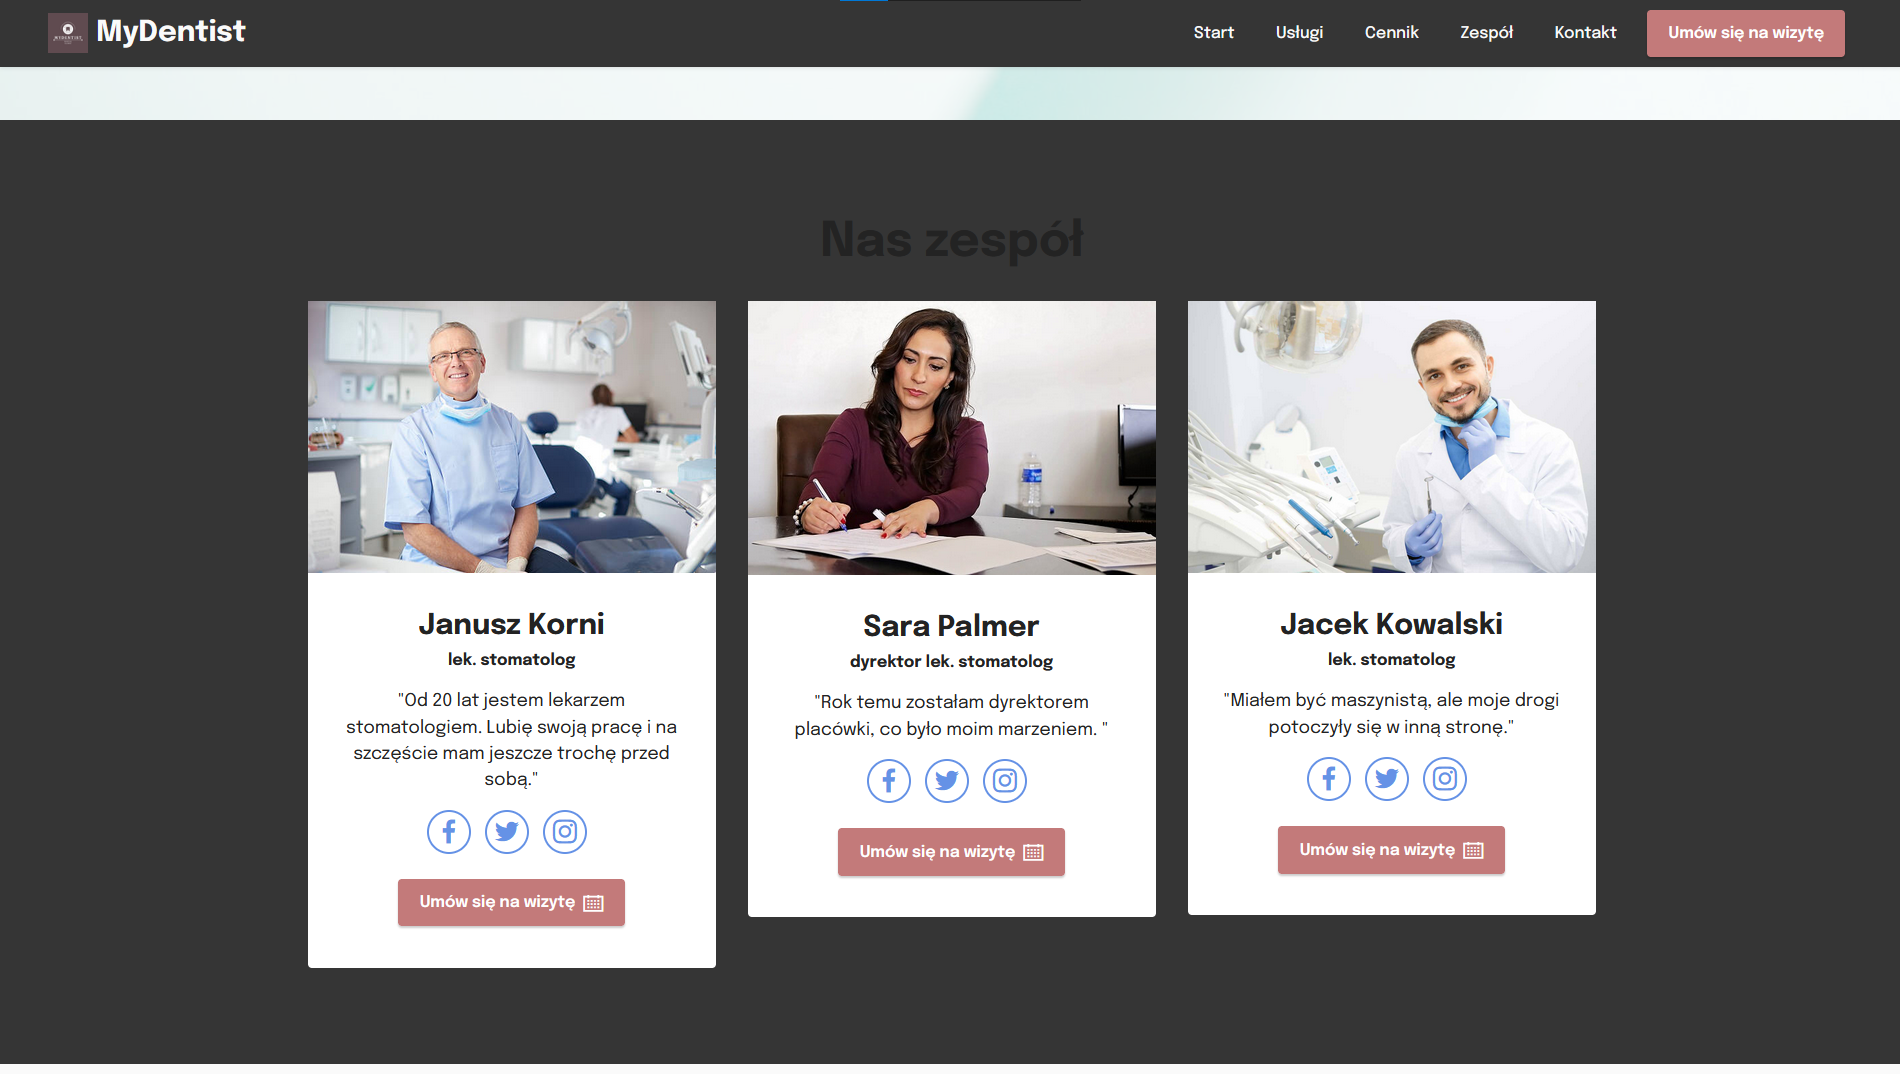 MyDentist
Start
Usługi
Cennik
Zespół
Kontakt
Umów się na wizytę
Nas zespół
Janusz Korni
lek. stomatolog
"Od 20 lat jestem lekarzem
stomatologiem. Lubię swoją pracę i na
szczęście mam jeszcze trochę przed
sobą."
Umów się na wizytę
Sara Palmer
dyrektor lek. stomatolog
"Rok temu zostałam dyrektorem
placówki, co było moim marzeniem. "
Umów się na wizytę
Jacek Kowalski
lek. stomatolog
"Miałem być maszynistą, ale moje drogi
potoczyły się w inną stronę."
Umów się na wizytę